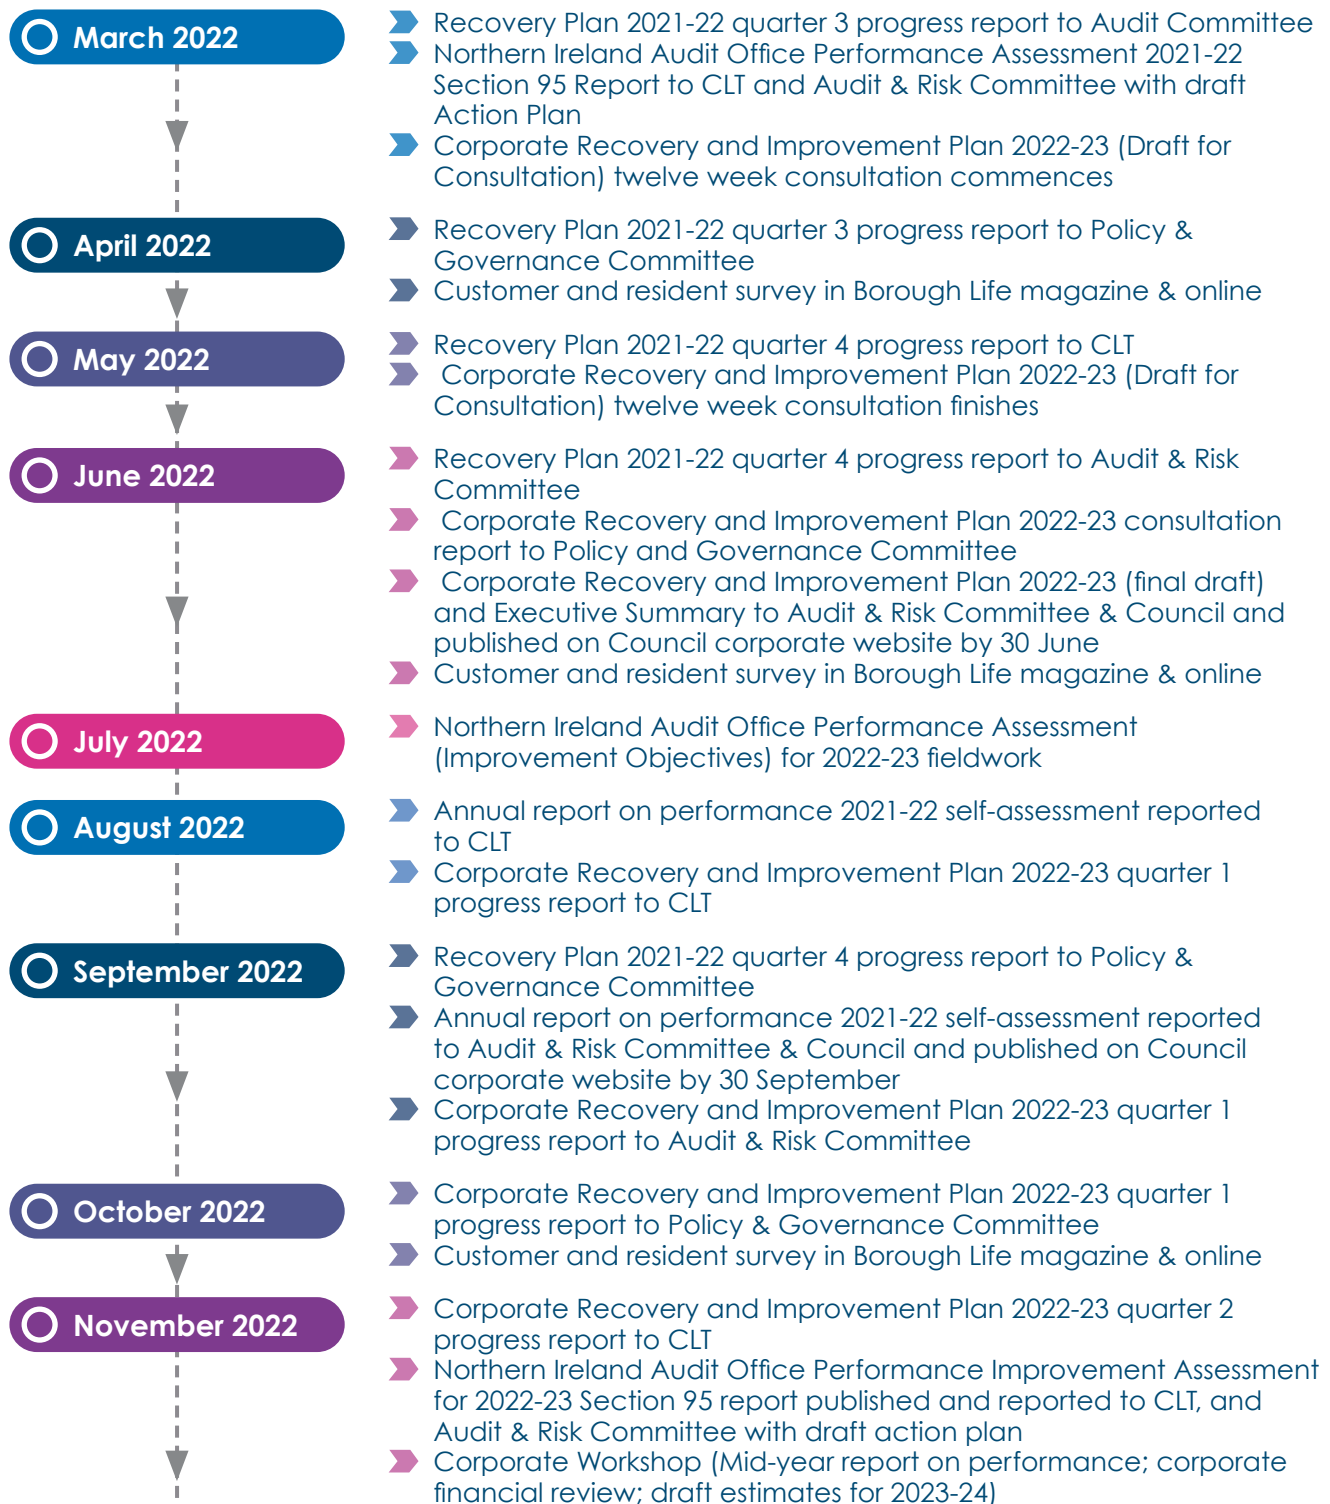 March 2022
Recovery Plan 2021-22 quarter 3 progress report to Audit Committee
Northern Ireland Audit Office Performance Assessment 2021-22
Section 95 Report to CLT and Audit & Risk Committee with draft
Action Plan
Corporate Recovery and Improvement Plan 2022-23 (Draft for
Consultation) twelve week consultation commences
April 2022
Recovery Plan 2021-22 quarter 3 progress report to Policy &
Governance Committee
Customer and resident survey in Borough Life magazine & online
May 2022
Recovery Plan 2021-22 quarter 4 progress report to CLT
Corporate Recovery and Improvement Plan 2022-23 (Draft for
Consultation) twelve week consultation finishes
June 2022
Recovery Plan 2021-22 quarter 4 progress report to Audit & Risk
Committee
Corporate Recovery and Improvement Plan 2022-23 consultation
report to Policy and Governance Committee
Corporate Recovery and Improvement Plan 2022-23 (final draft)
and Executive Summary to Audit & Risk Committee & Council and
published on Council corporate website by 30 June
Customer and resident survey in Borough Life magazine & online
July 2022
Northern Ireland Audit Office Performance Assessment
(Improvement Objectives) for 2022-23 fieldwork
August 2022
Annual report on performance 2021-22 self-assessment reported
to CLT
Corporate Recovery and Improvement Plan 2022-23 quarter 1
progress report to CLT
September 2022
Recovery Plan 2021-22 quarter 4 progress report to Policy &
Governance Committee
Annual report on performance 2021-22 self-assessment reported
to Audit & Risk Committee & Council and published on Council
corporate website by 30 September
Corporate Recovery and Improvement Plan 2022-23 quarter 1
progress report to Audit & Risk Committee
October 2022
Corporate Recovery and Improvement Plan 2022-23 quarter 1
progress report to Policy & Governance Committee
Customer and resident survey in Borough Life magazine & online
November 2022
Corporate Recovery and Improvement Plan 2022-23 quarter 2
progress report to CLT
Northern Ireland Audit Office Performance Improvement Assessment
for 2022-23 Section 95 report published and reported to CLT, and
Audit & Risk Committee with draft action plan
Corporate Workshop (Mid-year report on performance; corporate
financial review; draft estimates for 2023-24)